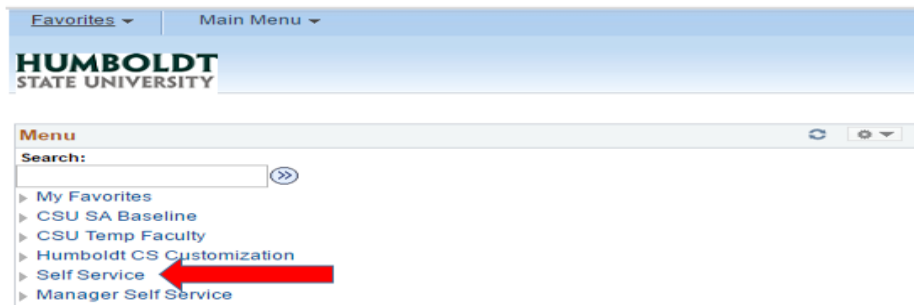 Favorites Main Menu
HUMBOLDT
STATE UNIVERSITY
Menu
Search:
My Favorites
CSU SA Baseline
CSU Temp Faculty
Humboldt CS Customization
Self Service
Manager Self Service